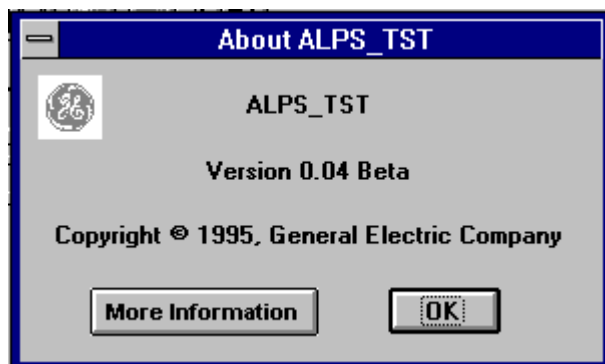 About ALPS_TST
ALPS_TST
Version 0.04 Beta
Copyright © 1995, General Electric Company
More Information
OK